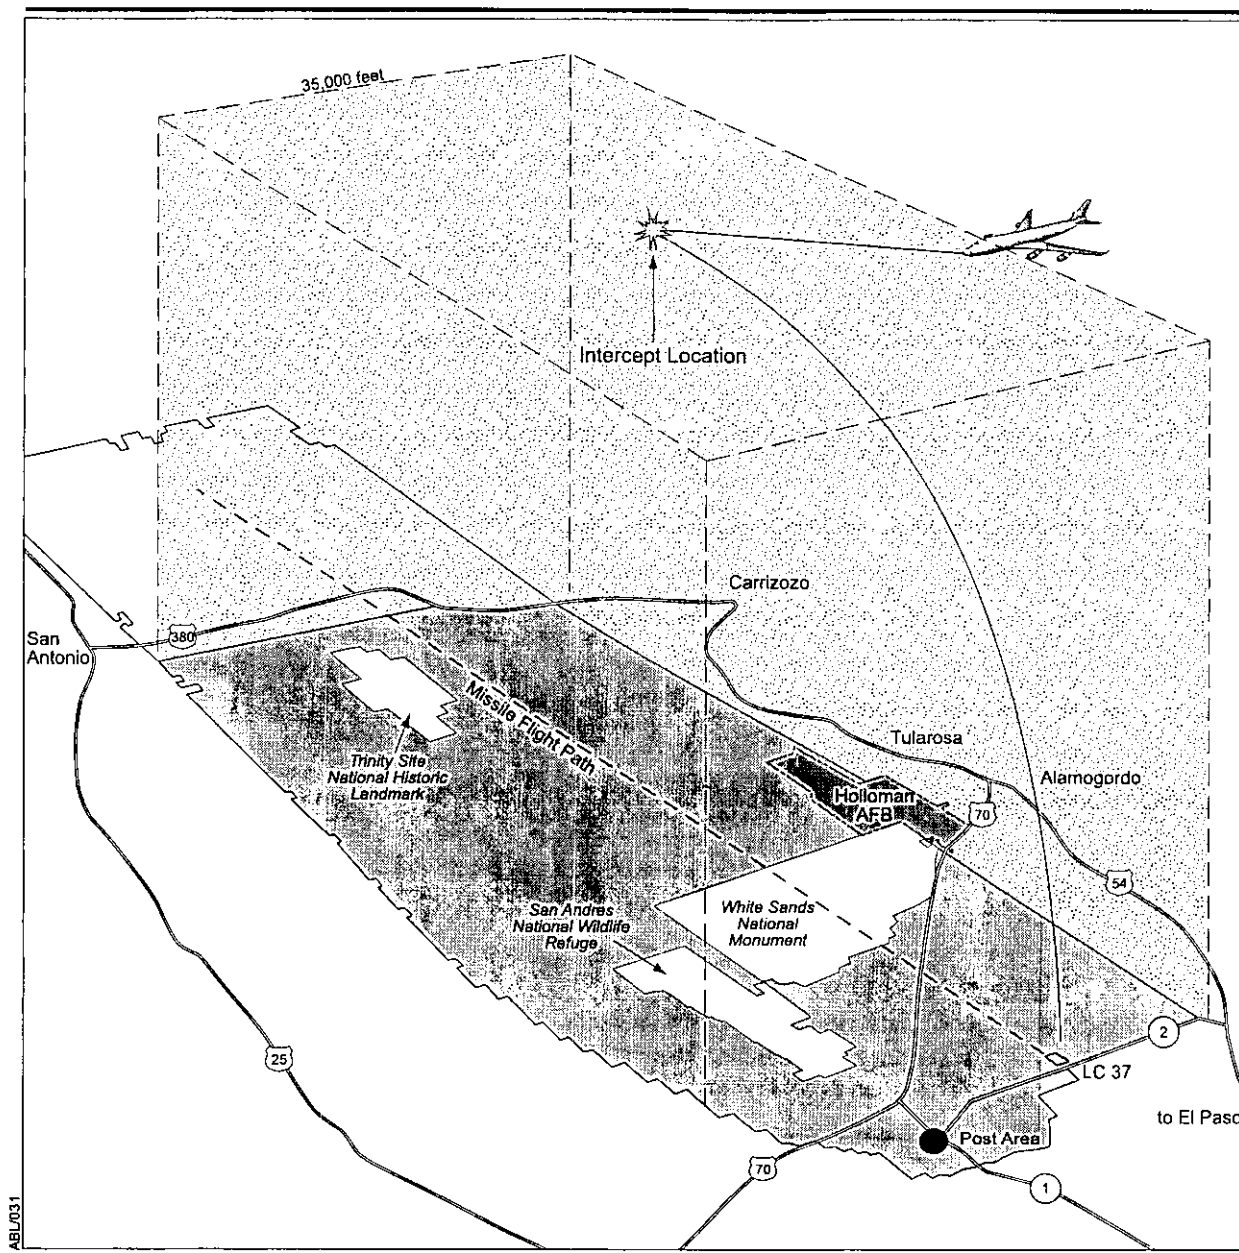 35,000 feet
Intercept Location
Carrizozo
San
Antonio
380
Missile Flight Path
Trinity Site
National Historic
Landmark
Tularosa
Alamogordo
Holloman
AFB
70
54
San Andres
National Wildlife
Refuge
White Sands
National
Monument
2
25
LC 37
to El Paso
Post Area
70
1
ABL/031